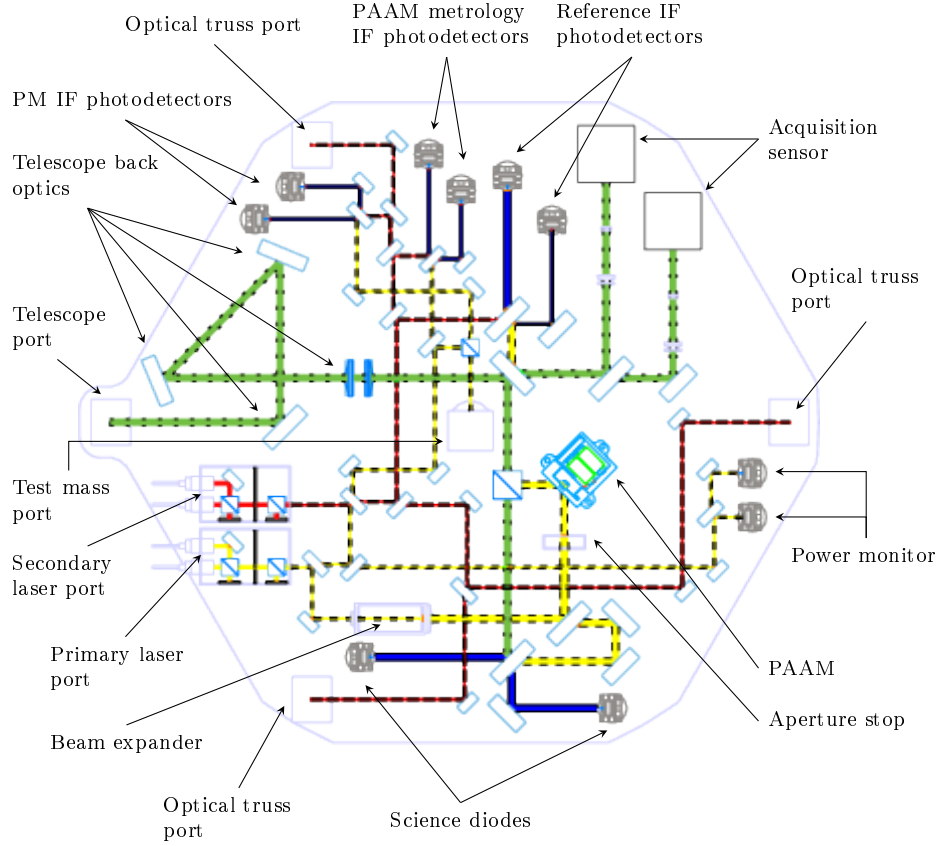 Optical truss port
PAAM metrology
IF photodetectors
Reference IF
photodetectors
PM IF photodetectors
Acquisition
sensor
Telescope back
optics
Optical truss
port
Telescope
port
Test mass
port
Power monitor
Secondary
laser port
Primary laser
port
PAAM
Aperture stop
Beam expander
Optical truss
port
Science diodes